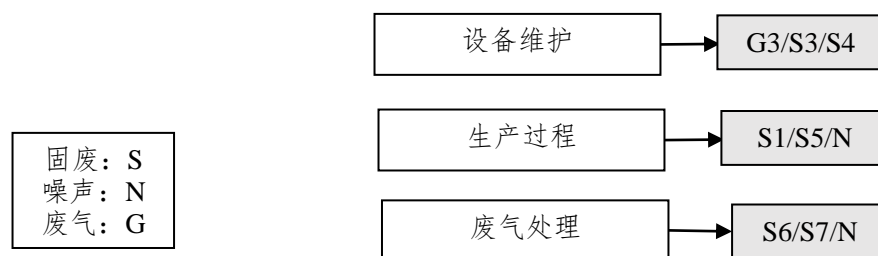 设备维护
G3/S3/S4
生产过程
S1/S5/N
固废：S
噪声：N
废气：G
废气处理
S6/S7/N